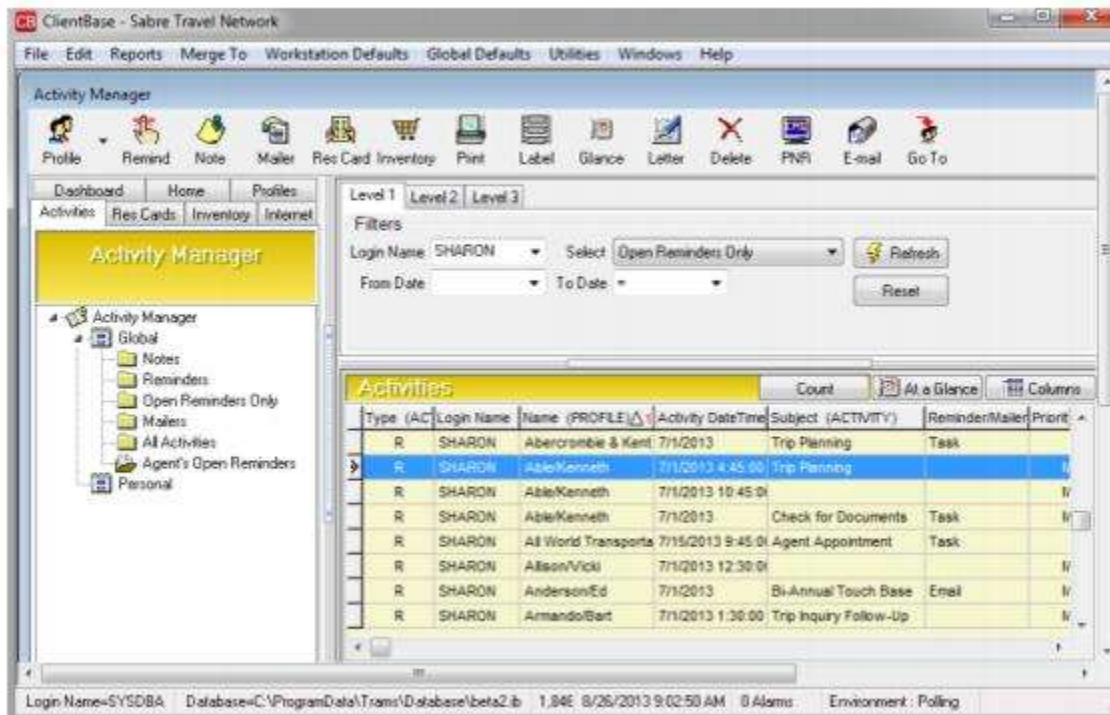 CB ClientBase - Sabre Travel Network
File Edit Reports Merge To Workstation Defaults Global Defaults Utilities Windows Help
Activity Manager
Profile Remind Note Mailer Res Card Inventory Print Label Glance Letter Delete PNR E-mail Go To
Dashboard Home Profiles
Activities Res Cards Inventory Internet
Activity Manager
Activity Manager
Global
Notes
Reminders
Open Reminders Only
Mailers
All Activities
Agent's Open Reminders
Personal
Level 1 Level 2 Level 3
Filters
Login Name SHARON Select Open Reminders Only Refresh
From Date To Date = Reset
Activities Count At a Glance Columns
Type (AC Login Name Name (PROFILE) Activity DateTime Subject (ACTIVITY) Reminder/Mailer Priorit
R SHARON Abercrombie & Kent 7/1/2013 Trip Planning Task
R SHARON Able/Kenneth 7/1/2013 4:45:00 Trip Planning
R SHARON Able/Kenneth 7/1/2013 10:45:00
R SHARON Able/Kenneth 7/1/2013 Check for Documents Task
R SHARON All World Transporta 7/15/2013 9:45:00 Agent Appointment Task
R SHARON Allison/Vicki 7/1/2013 12:30:00
R SHARON Anderson/Ed 7/1/2013 Bi-Annual Touch Base Email
R SHARON Armando/Bart 7/1/2013 1:30:00 Trip Inquiry Follow-Up
Login Name=SYSDBA Database=C:\ProgramData\Trams\Database\beta2.ib 8/26/2013 9:02:50 AM 0 Alarms Environment : Polling